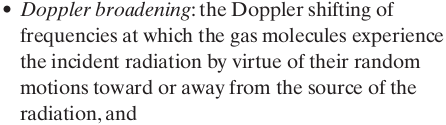 • Doppler broadening: the Doppler shifting of
frequencies at which the gas molecules experience
the incident radiation by virtue of their random
motions toward or away from the source of the
radiation, and